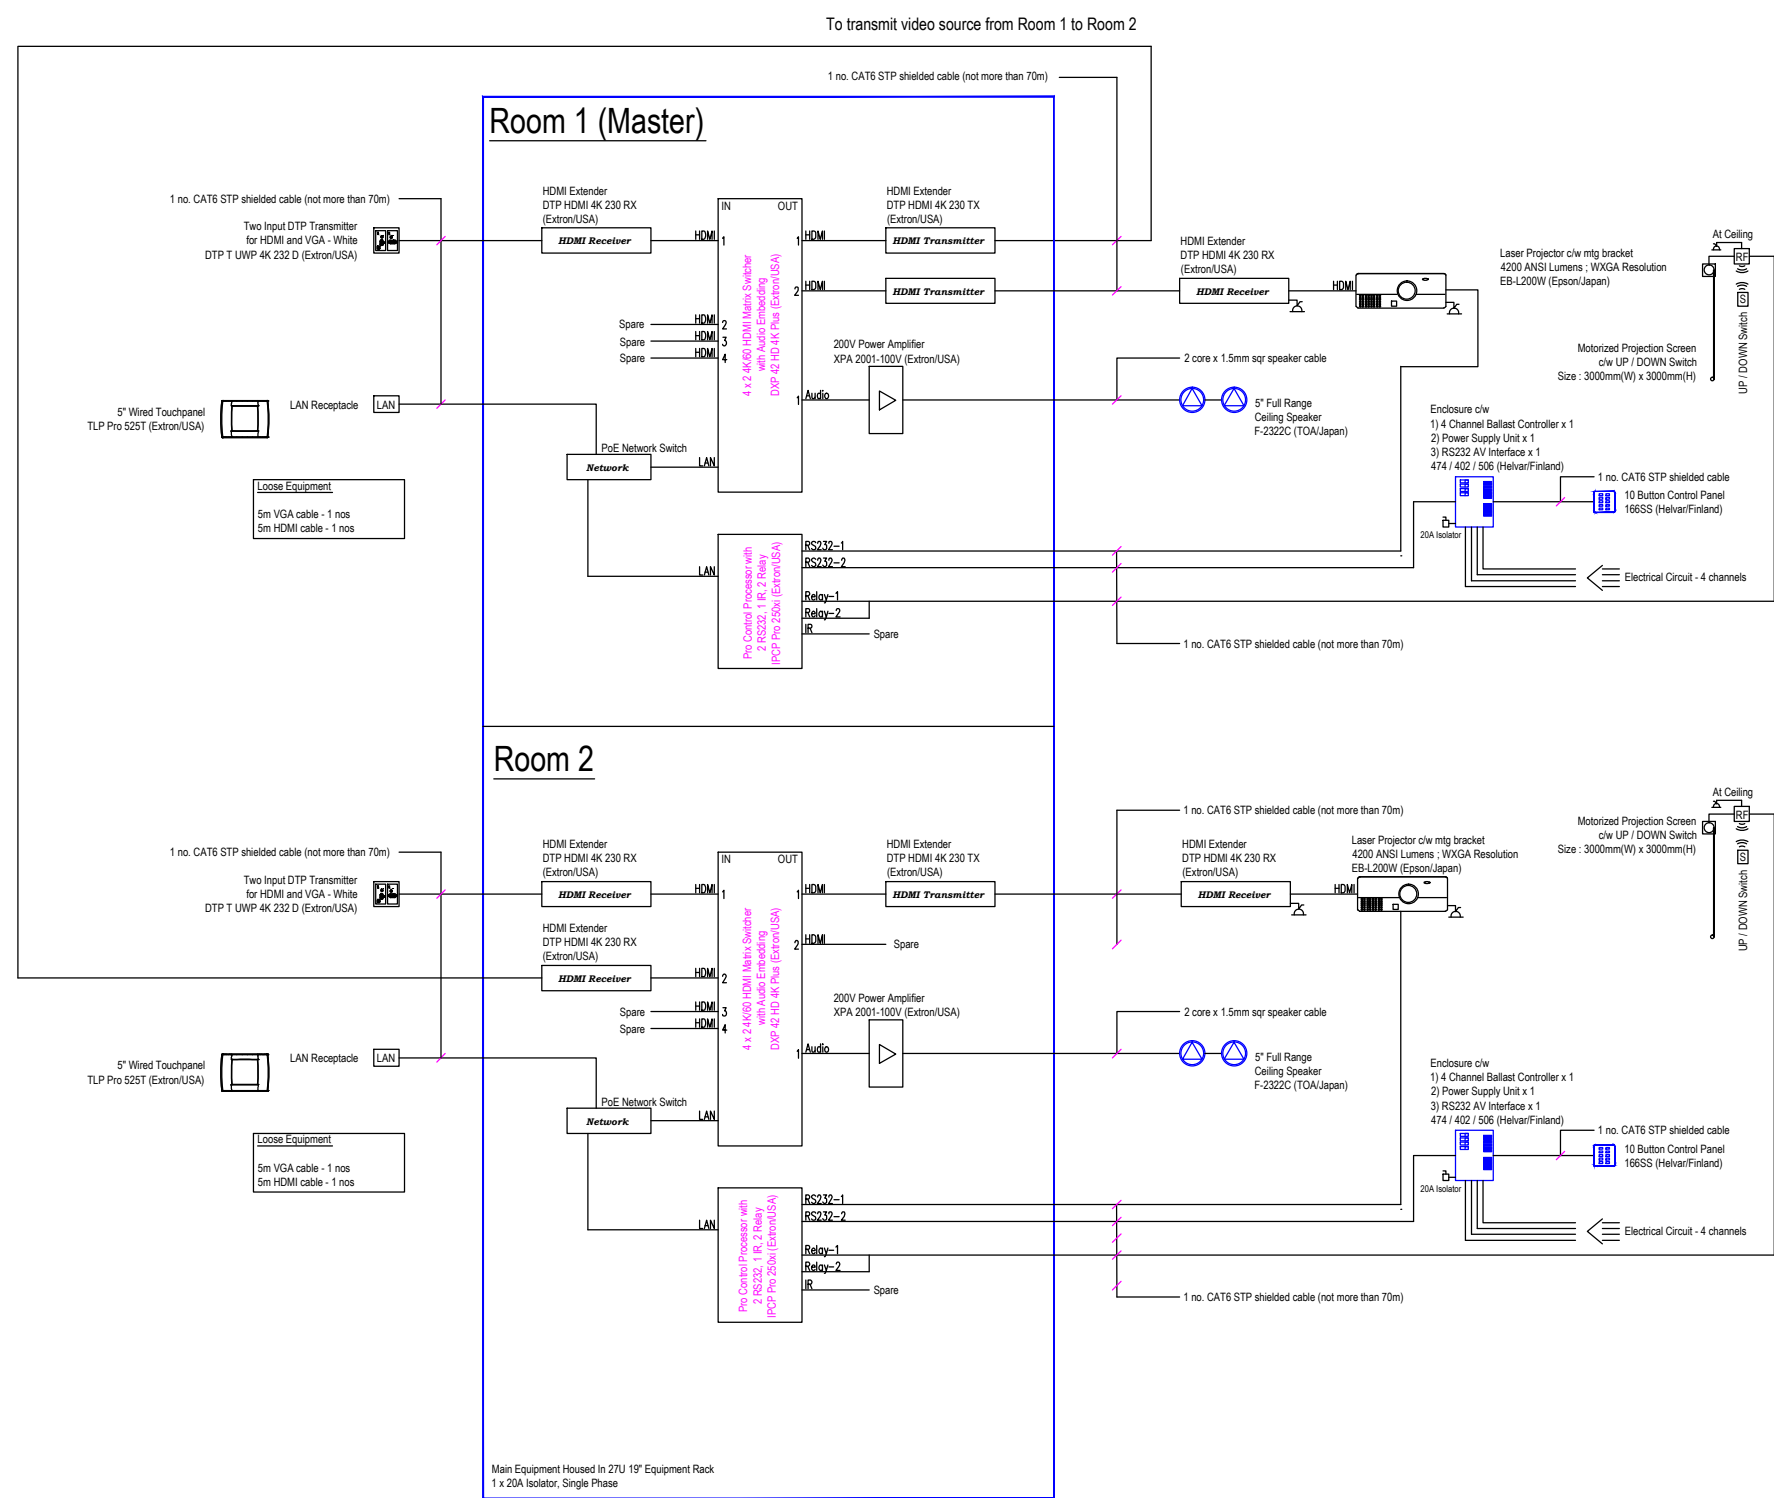 To transmit video source from Room 1 to Room 2
1 no. CAT6 STP shielded cable (not more than 70m)
Room 1 (Master)
1 no. CAT6 STP shielded cable (not more than 70m)
Two Input DTP Transmitter
for HDMI and VGA - White
DTP T UWP 4K 232 D (Extron/USA)
HDMI Extender
DTP HDMI 4K 230 RX
(Extron/USA)
HDMI Receiver
HDMI
IN
OUT
1
1
HDMI
2
HDMI
4 x 2 4K/60 HDMI Matrix Switcher
with Audio Embedding
DXP 42 HD 4K Plus (Extron/USA)
HDMI Extender
DTP HDMI 4K 230 TX
(Extron/USA)
HDMI Transmitter
HDMI Transmitter
HDMI Extender
DTP HDMI 4K 230 RX
(Extron/USA)
HDMI Receiver
HDMI
Laser Projector c/w mtg bracket
4200 ANSI Lumens ; WXGA Resolution
EB-L200W (Epson/Japan)
At Ceiling
RF
S
UP / DOWN Switch
Motorized Projection Screen
c/w UP / DOWN Switch
Size : 3000mm(W) x 3000mm(H)
Spare
HDMI
2
Spare
HDMI
3
Spare
HDMI
4
200V Power Amplifier
XPA 2001-100V (Extron/USA)
1
Audio
2 core x 1.5mm sqr speaker cable
5" Full Range
Ceiling Speaker
F-2322C (TOA/Japan)
5" Wired Touchpanel
TLP Pro 525T (Extron/USA)
LAN Receptacle
LAN
PoE Network Switch
Network
LAN
Loose Equipment
5m VGA cable - 1 nos
5m HDMI cable - 1 nos
Enclosure c/w
1) 4 Channel Ballast Controller x 1
2) Power Supply Unit x 1
3) RS232 AV Interface x 1
474 / 402 / 506 (Helvar/Finland)
1 no. CAT6 STP shielded cable
10 Button Control Panel
166SS (Helvar/Finland)
20A Isolator
Electrical Circuit - 4 channels
LAN
Pro Control Processor with
2 RS232, 1 IR, 2 Relay
IPCP Pro 250xi (Extron/USA)
RS232-1
RS232-2
Relay-1
Relay-2
IR
Spare
1 no. CAT6 STP shielded cable (not more than 70m)
Room 2
1 no. CAT6 STP shielded cable (not more than 70m)
Two Input DTP Transmitter
for HDMI and VGA - White
DTP T UWP 4K 232 D (Extron/USA)
HDMI Extender
DTP HDMI 4K 230 RX
(Extron/USA)
HDMI Receiver
HDMI
HDMI Extender
DTP HDMI 4K 230 RX
(Extron/USA)
HDMI Receiver
HDMI
IN
OUT
1
2
1
HDMI
2
HDMI
Spare
4 x 2 4K/60 HDMI Matrix Switcher
with Audio Embedding
DXP 42 HD 4K Plus (Extron/USA)
HDMI Extender
DTP HDMI 4K 230 TX
(Extron/USA)
HDMI Transmitter
1 no. CAT6 STP shielded cable (not more than 70m)
HDMI Extender
DTP HDMI 4K 230 RX
(Extron/USA)
HDMI Receiver
HDMI
Laser Projector c/w mtg bracket
4200 ANSI Lumens ; WXGA Resolution
EB-L200W (Epson/Japan)
At Ceiling
RF
S
UP / DOWN Switch
Motorized Projection Screen
c/w UP / DOWN Switch
Size : 3000mm(W) x 3000mm(H)
Spare
HDMI
3
Spare
HDMI
4
200V Power Amplifier
XPA 2001-100V (Extron/USA)
1
Audio
2 core x 1.5mm sqr speaker cable
5" Full Range
Ceiling Speaker
F-2322C (TOA/Japan)
5" Wired Touchpanel
TLP Pro 525T (Extron/USA)
LAN Receptacle
LAN
PoE Network Switch
Network
LAN
Loose Equipment
5m VGA cable - 1 nos
5m HDMI cable - 1 nos
Enclosure c/w
1) 4 Channel Ballast Controller x 1
2) Power Supply Unit x 1
3) RS232 AV Interface x 1
474 / 402 / 506 (Helvar/Finland)
1 no. CAT6 STP shielded cable
10 Button Control Panel
166SS (Helvar/Finland)
20A Isolator
Electrical Circuit - 4 channels
LAN
Pro Control Processor with
2 RS232, 1 IR, 2 Relay
IPCP Pro 250xi (Extron/USA)
RS232-1
RS232-2
Relay-1
Relay-2
IR
Spare
1 no. CAT6 STP shielded cable (not more than 70m)
Main Equipment Housed In 27U 19" Equipment Rack
1 x 20A Isolator, Single Phase